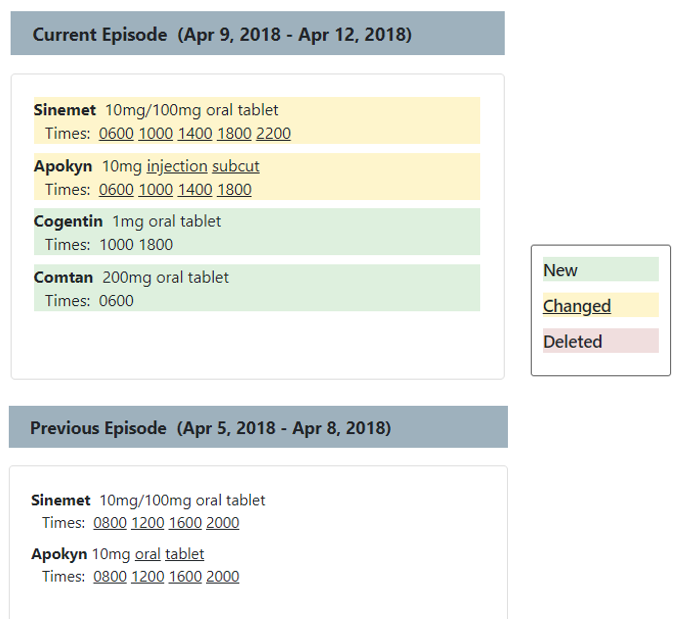 Current Episode (Apr 9, 2018 - Apr 12, 2018)
Sinemet 10mg/100mg oral tablet
Times: 0600 1000 1400 1800 2200
Apokyn 10mg injection subcut
Times: 0600 1000 1400 1800
Cogentin 1mg oral tablet
Times: 1000 1800
Comtan 200mg oral tablet
Times: 0600
New
Changed
Deleted
Previous Episode (Apr 5, 2018 - Apr 8, 2018)
Sinemet 10mg/100mg oral tablet
Times: 0800 1200 1600 2000
Apokyn 10mg oral tablet
Times: 0800 1200 1600 2000